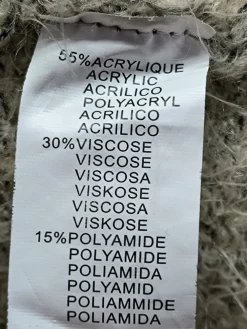 55%ACRYLIQUE
ACRYLIC
ACRILICO
POLYACRYL
ACRILICO
ACRILICO
30%VISCOSE
VISCOSE
VISCOSA
VISKOSE
VISCOSA
VISKOSE
15%POLYAMIDE
POLYAMIDE
POLIAMIDA
POLYAMID
POLIAMMIDE
POLIAMIDA